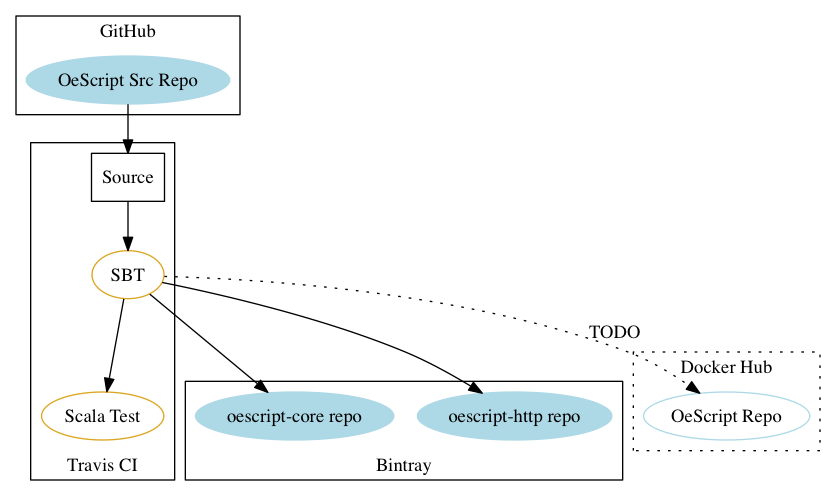 GitHub
OeScript Src Repo
Source
SBT
TODO
Docker Hub
Scala Test
oescript-core repo
oescript-http repo
OeScript Repo
Travis CI
Bintray